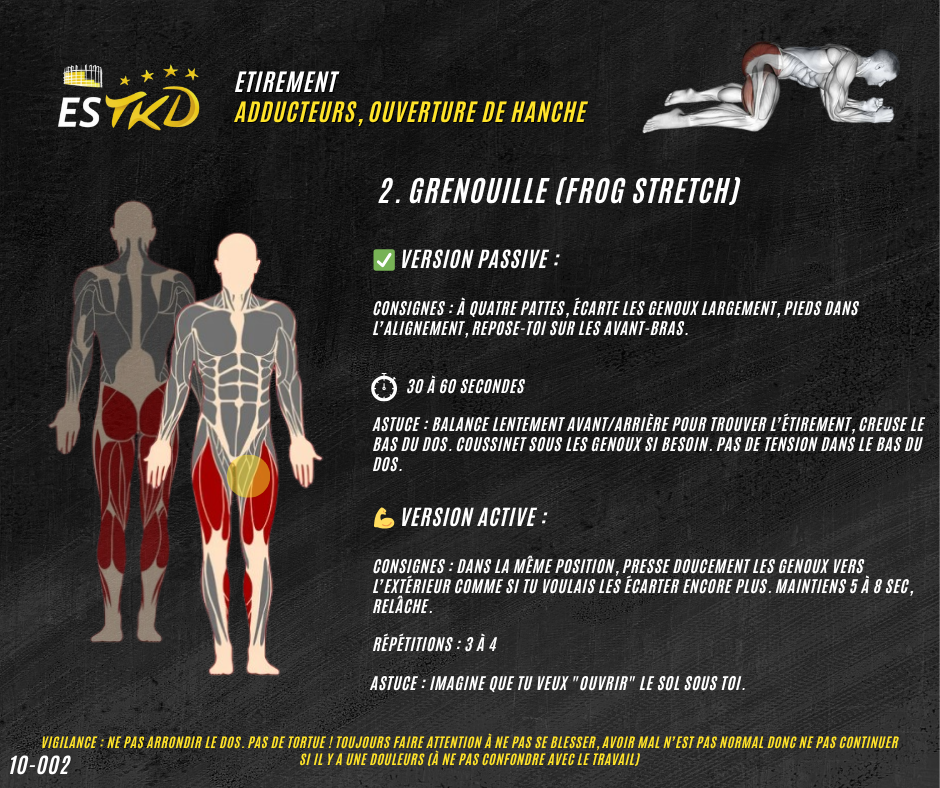 ES TKD
ETIREMENT
ADDUCTEURS, OUVERTURE DE HANCHE
2. GRENOUILLE (FROG STRETCH)
✅ VERSION PASSIVE :
CONSIGNES : À QUATRE PATTES, ÉCARTE LES GENOUX LARGEMENT, PIEDS DANS
L'ALIGNEMENT, REPOSE-TOI SUR LES AVANT-BRAS.
30 À 60 SECONDES
ASTUCE : BALANCE LENTEMENT AVANT/ARRIÈRE POUR TROUVER L'ÉTIREMENT, CREUSE LE
BAS DU DOS. COUSSINET SOUS LES GENOUX SI BESOIN. PAS DE TENSION DANS LE BAS DU
DOS.
💪 VERSION ACTIVE :
CONSIGNES : DANS LA MÊME POSITION, PRESSE DOUCEMENT LES GENOUX VERS
L'EXTÉRIEUR COMME SI TU VOULAIS LES ÉCARTER ENCORE PLUS. MAINTIENS 5 À 8 SEC,
RELÂCHE.
RÉPÉTITIONS : 3 À 4
ASTUCE : IMAGINE QUE TU VEUX "OUVRIR" LE SOL SOUS TOI.
VIGILANCE : NE PAS ARRONDIR LE DOS. PAS DE TORTUE ! TOUJOURS FAIRE ATTENTION À NE PAS SE BLESSER, AVOIR MAL N'EST PAS NORMAL DONC NE PAS CONTINUER
SI IL Y A UNE DOULEURS (À NE PAS CONFONDRE AVEC LE TRAVAIL)
10-002